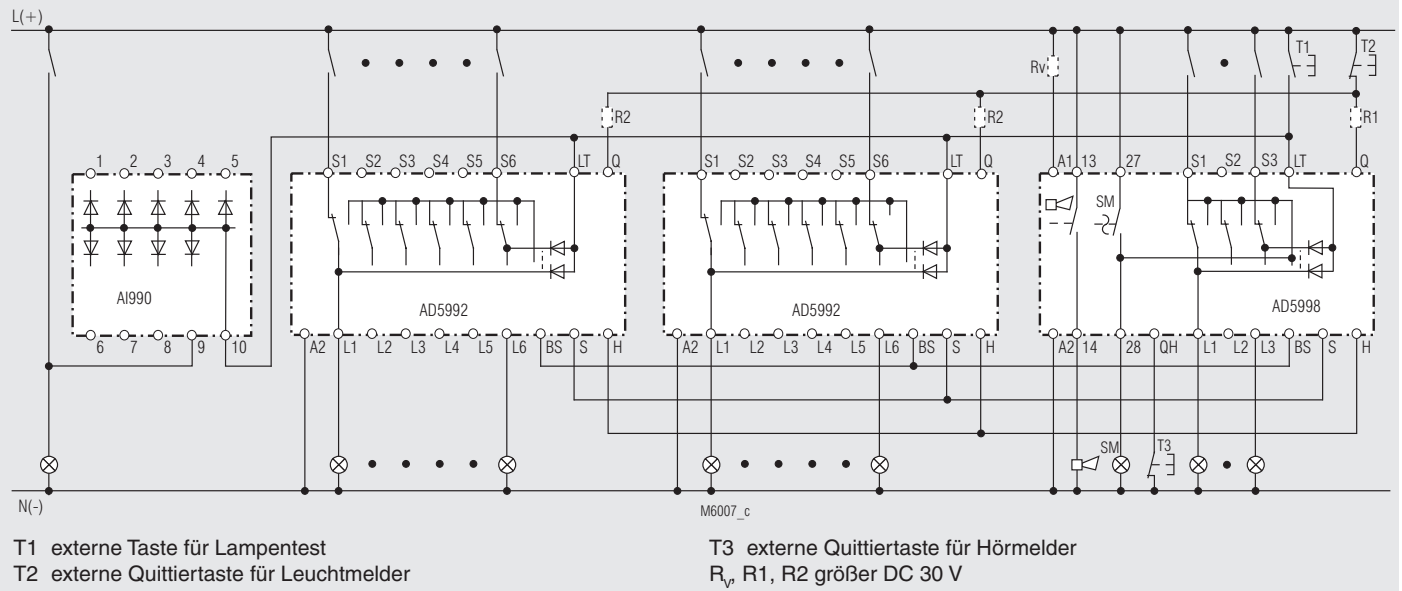 L(+)
T1 T2
Rv
R2 R2 R1
1 2 3 4 5 S1 S2 S3 S4 S5 S6 LT Q S1 S2 S3 S4 S5 S6 LT Q A1 13 27 S1 S2 S3 LT Q
SM
AI990 AD5992 AD5992 AD5998
6 7 8 9 10 A2 L1 L2 L3 L4 L5 L6 BS S H A2 L1 L2 L3 L4 L5 L6 BS S H A2 14 28 QH L1 L2 L3 BS S H
SM T3
N(-)
M6007_c
T1 externe Taste für Lampentest
T2 externe Quittiertaste für Leuchtmelder
T3 externe Quittiertaste für Hörmelder
Rv, R1, R2 größer DC 30 V